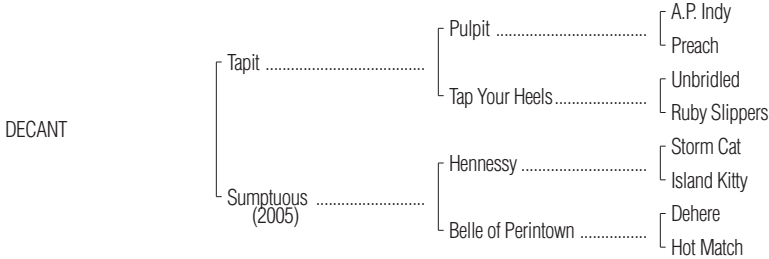 A.P. Indy
Pulpit ..............................................
Preach
Tapit ................................................
Unbridled
Tap Your Heels............................
Ruby Slippers
DECANT
Storm Cat
Hennessy ......................................
Island Kitty
Sumptuous .................................
(2005)
Dehere
Belle of Perintown ....................
Hot Match